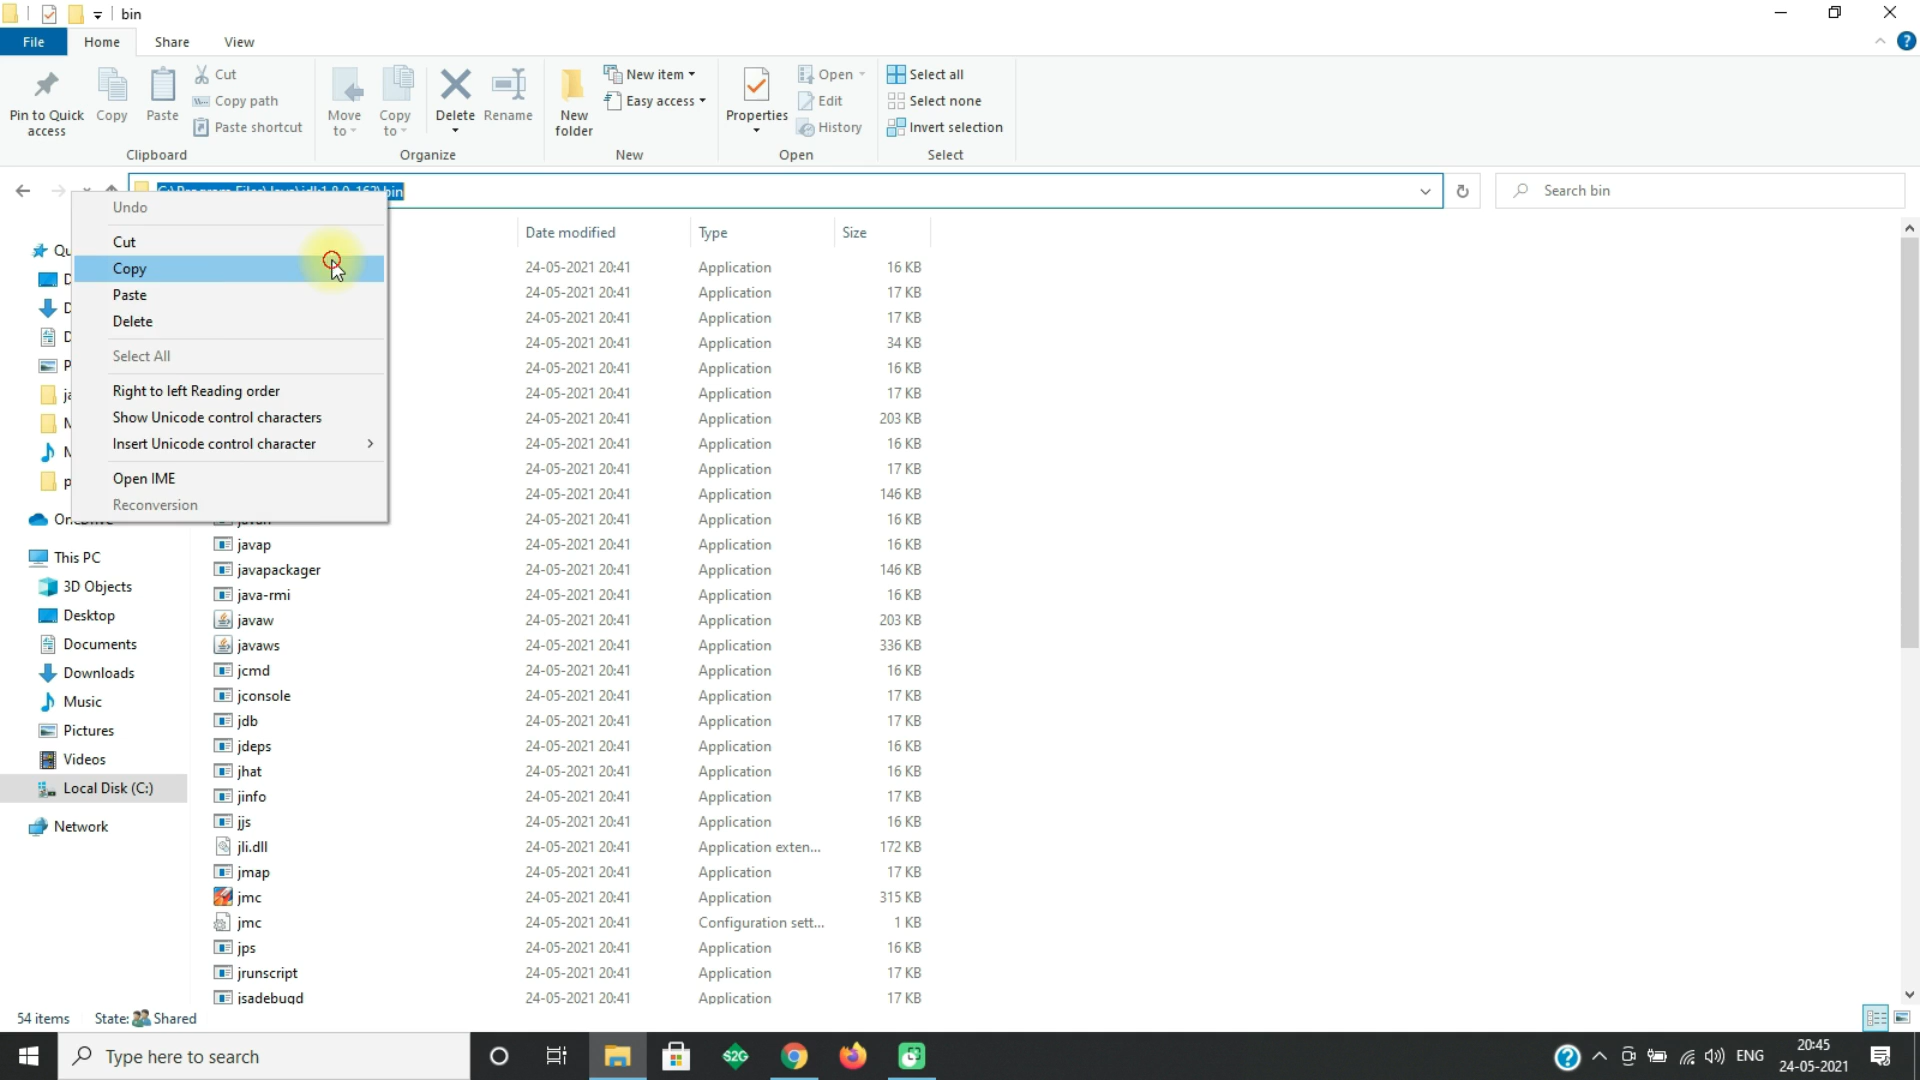 bin
File Home Share View
Pin to Quick access
Copy
Paste
Cut
Copy path
Paste shortcut
Clipboard
Move to
Copy to
Delete
Rename
Organize
New folder
New item
Easy access
New
Properties
Open
Edit
History
Open
Select all
Select none
Invert selection
Select
bin
Search bin
Undo
Cut
Copy
Paste
Delete
Select All
Right to left Reading order
Show Unicode control characters
Insert Unicode control character
Open IME
Reconversion
This PC
3D Objects
Desktop
Documents
Downloads
Music
Pictures
Videos
Local Disk (C:)
Network
Date modified Type Size
24-05-2021 20:41 Application 16 KB
24-05-2021 20:41 Application 17 KB
24-05-2021 20:41 Application 17 KB
24-05-2021 20:41 Application 34 KB
24-05-2021 20:41 Application 16 KB
24-05-2021 20:41 Application 17 KB
24-05-2021 20:41 Application 203 KB
24-05-2021 20:41 Application 16 KB
24-05-2021 20:41 Application 17 KB
24-05-2021 20:41 Application 146 KB
24-05-2021 20:41 Application 16 KB
javap 24-05-2021 20:41 Application 16 KB
javapackager 24-05-2021 20:41 Application 146 KB
java-rmi 24-05-2021 20:41 Application 16 KB
javaw 24-05-2021 20:41 Application 203 KB
javaws 24-05-2021 20:41 Application 336 KB
jcmd 24-05-2021 20:41 Application 16 KB
jconsole 24-05-2021 20:41 Application 17 KB
jdb 24-05-2021 20:41 Application 17 KB
jdeps 24-05-2021 20:41 Application 16 KB
jhat 24-05-2021 20:41 Application 16 KB
jinfo 24-05-2021 20:41 Application 17 KB
jjs 24-05-2021 20:41 Application 16 KB
jli.dll 24-05-2021 20:41 Application exten... 172 KB
jmap 24-05-2021 20:41 Application 17 KB
jmc 24-05-2021 20:41 Application 315 KB
jmc 24-05-2021 20:41 Configuration sett... 1 KB
jps 24-05-2021 20:41 Application 16 KB
jrunscript 24-05-2021 20:41 Application 17 KB
jsadebugd 24-05-2021 20:41 Application 17 KB
54 items State: Shared
Type here to search
S2G
ENG
20:45
24-05-2021